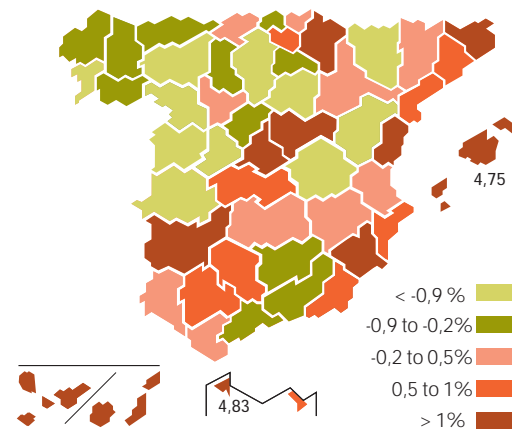 4,75
< -0,9 %
-0,9 to -0,2%
-0,2 to 0,5%
0,5 to 1%
> 1%
4,83